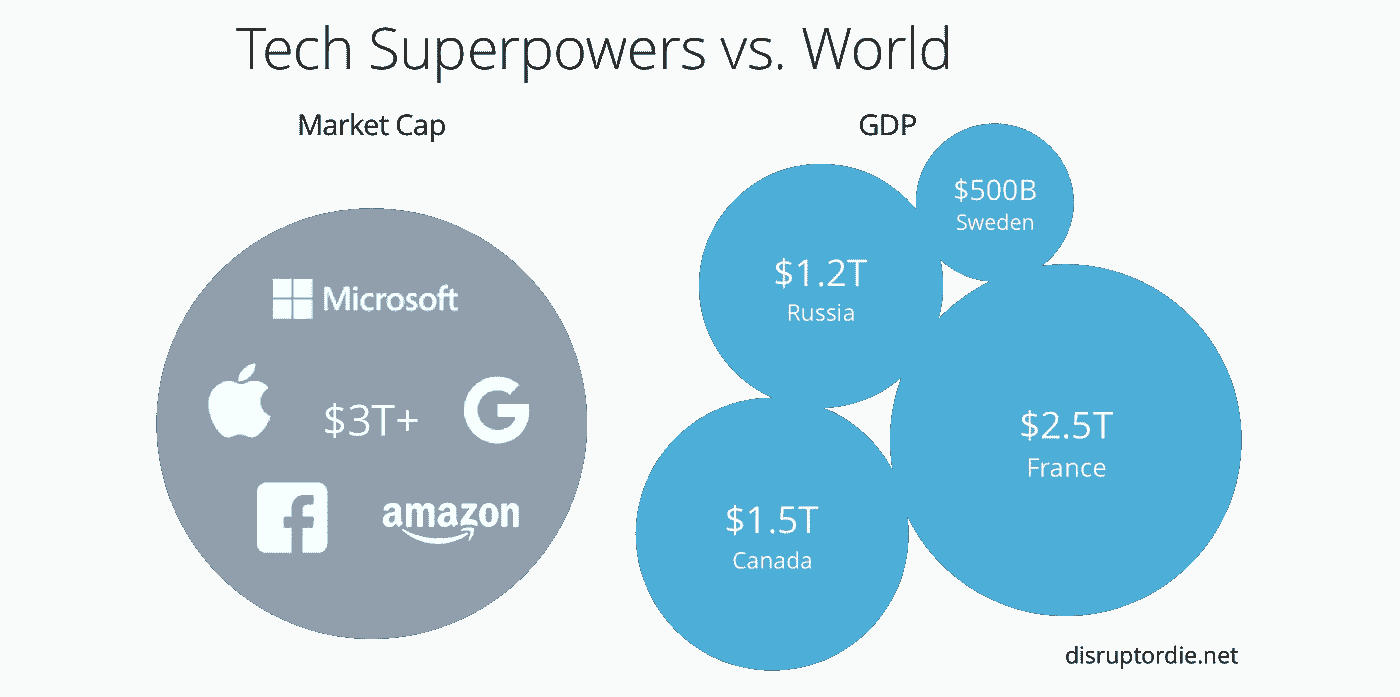 Tech Superpowers vs. World
Market Cap
GDP
Microsoft
$3T+
G
amazon
$500B
Sweden
$1.2T
Russia
$2.5T
France
$1.5T
Canada
disruptordie.net